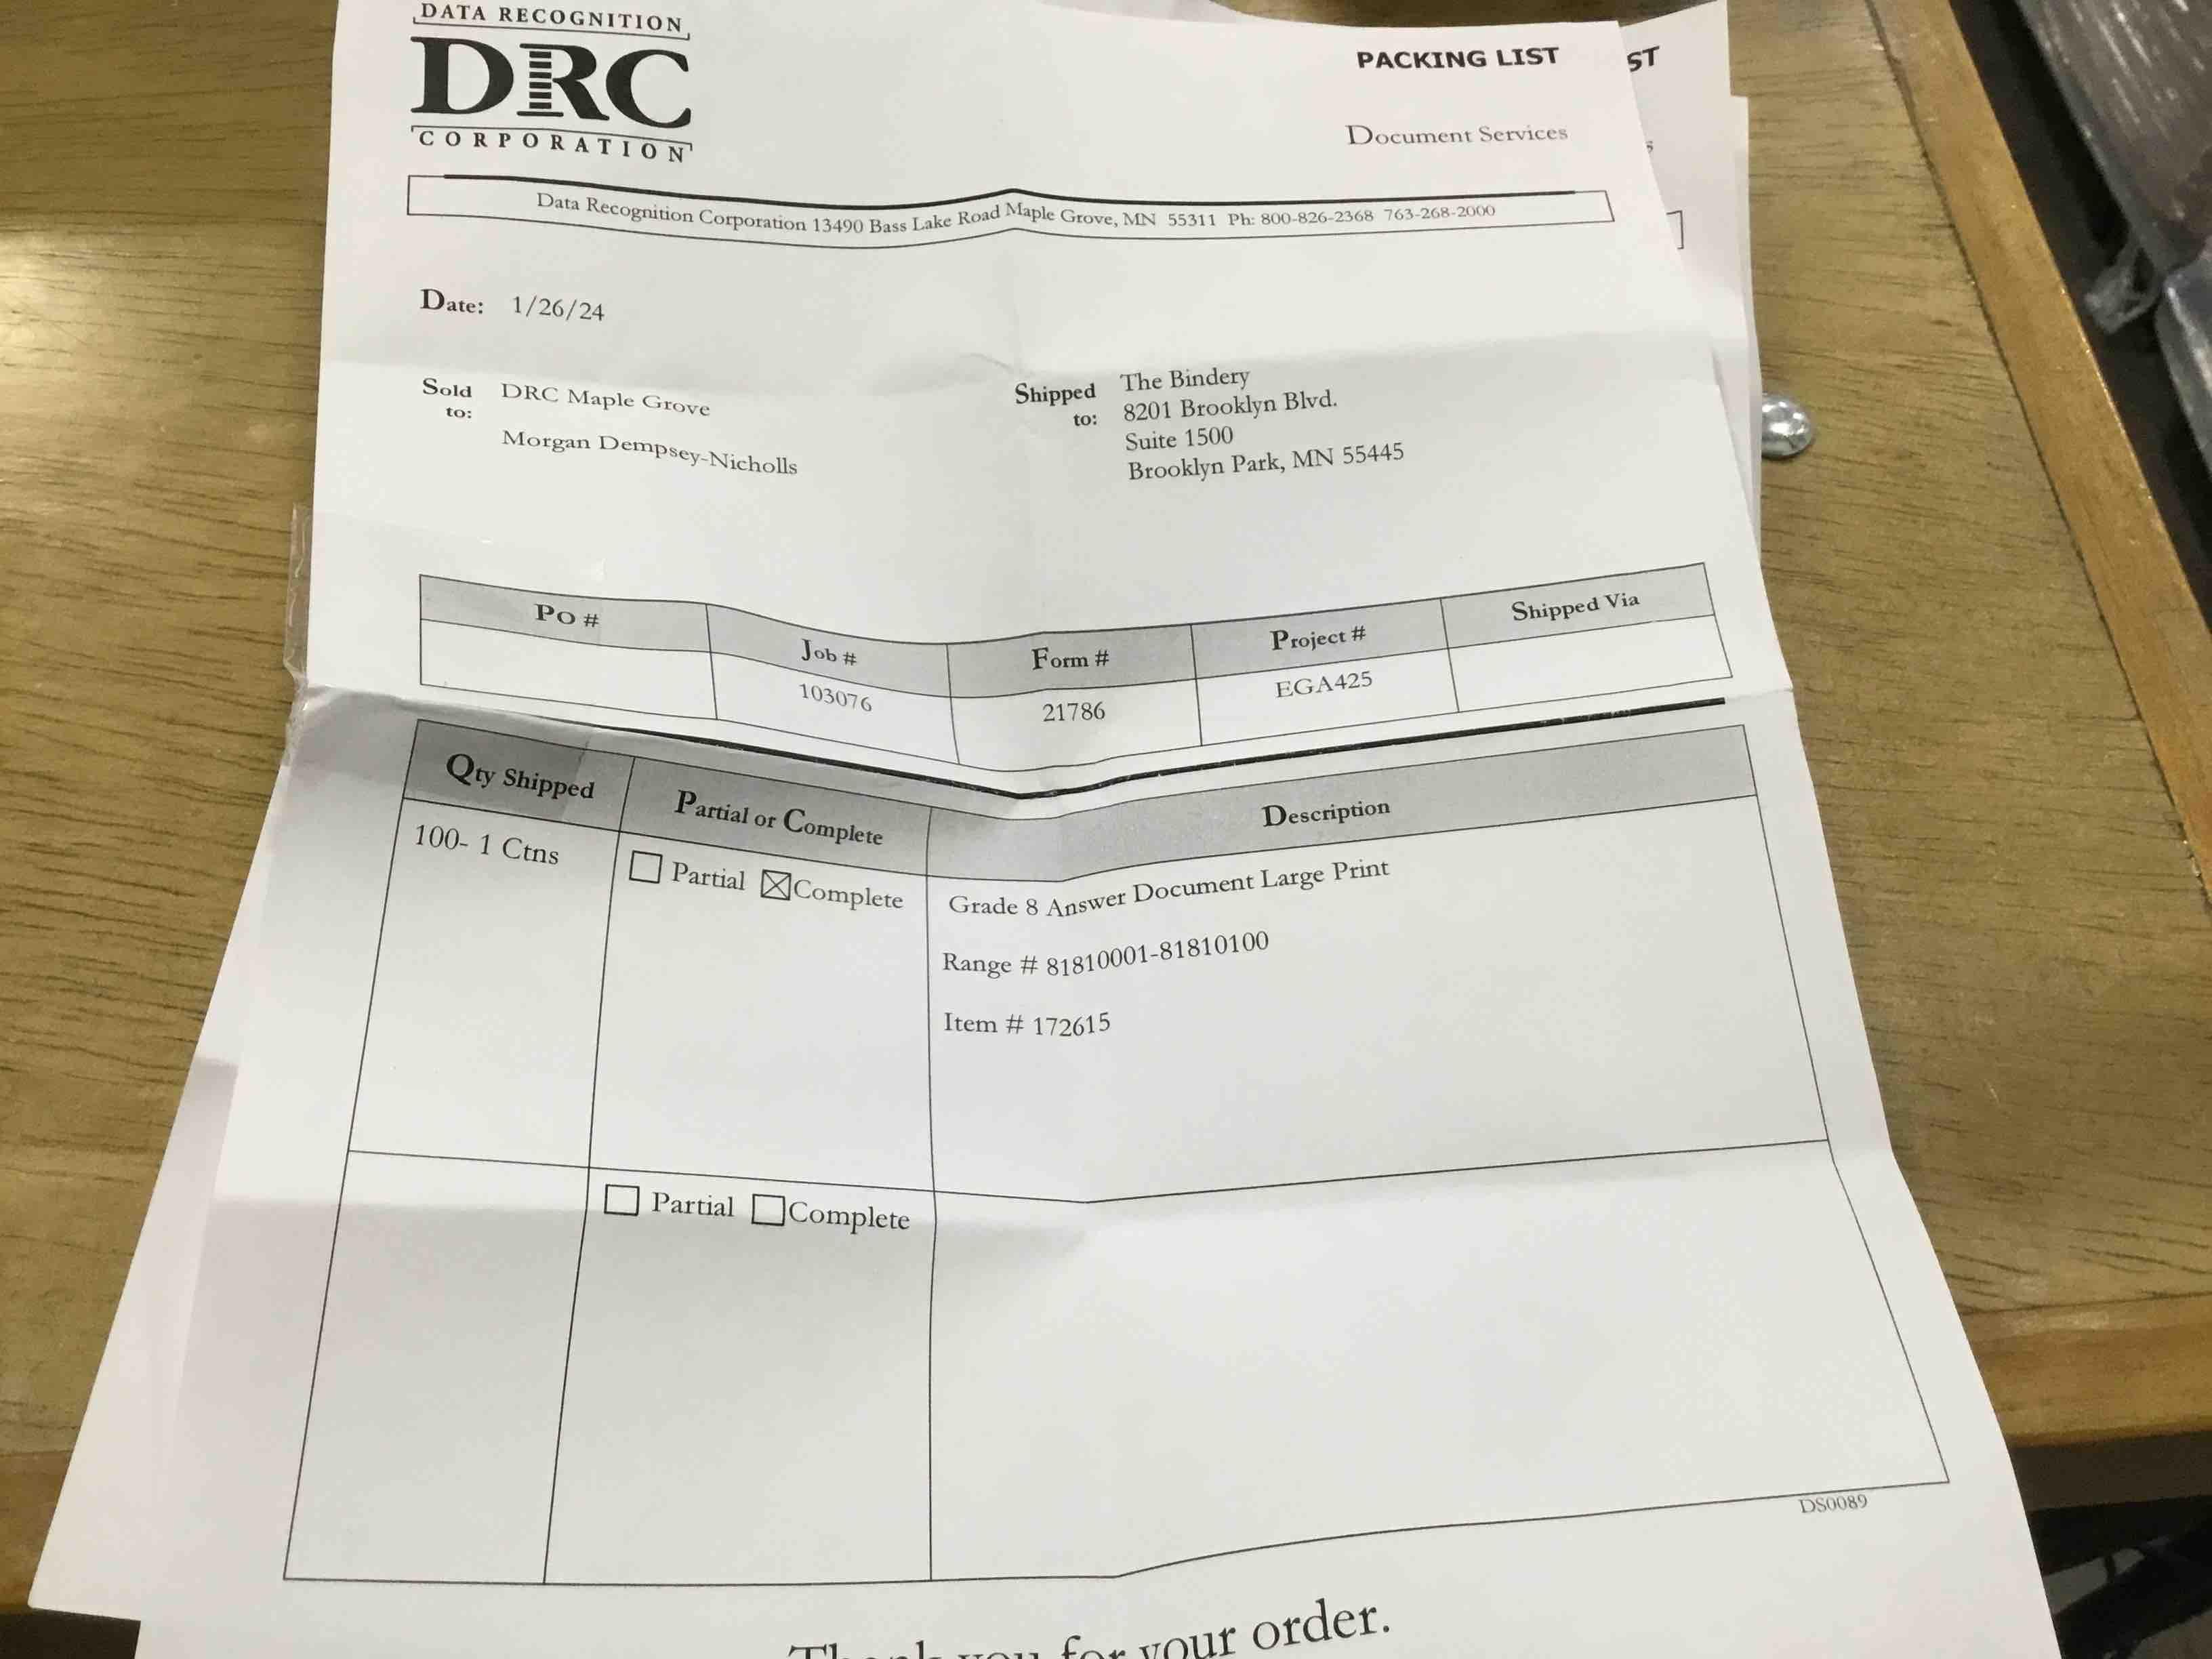 DATA RECOGNITION
DRC
CORPORATION
PACKING LIST
ST
Document Services
s
Data Recognition Corporation 13490 Bass Lake Road Maple Grove, MN 55311 Ph: 800-826-2368 763-268-2000
Date: 1/26/24
Sold to: DRC Maple Grove
Morgan Dempsey-Nicholls
Shipped to: The Bindery
8201 Brooklyn Blvd.
Suite 1500
Brooklyn Park, MN 55445
PO # Job # Form # Project # Shipped Via
103076 21786 EGA425
Qty Shipped Partial or Complete Description
100- 1 Ctns Partial Complete Grade 8 Answer Document Large Print
Range # 81810001-81810100
Item # 172615
Partial Complete
DS0089
Thank you for your order.